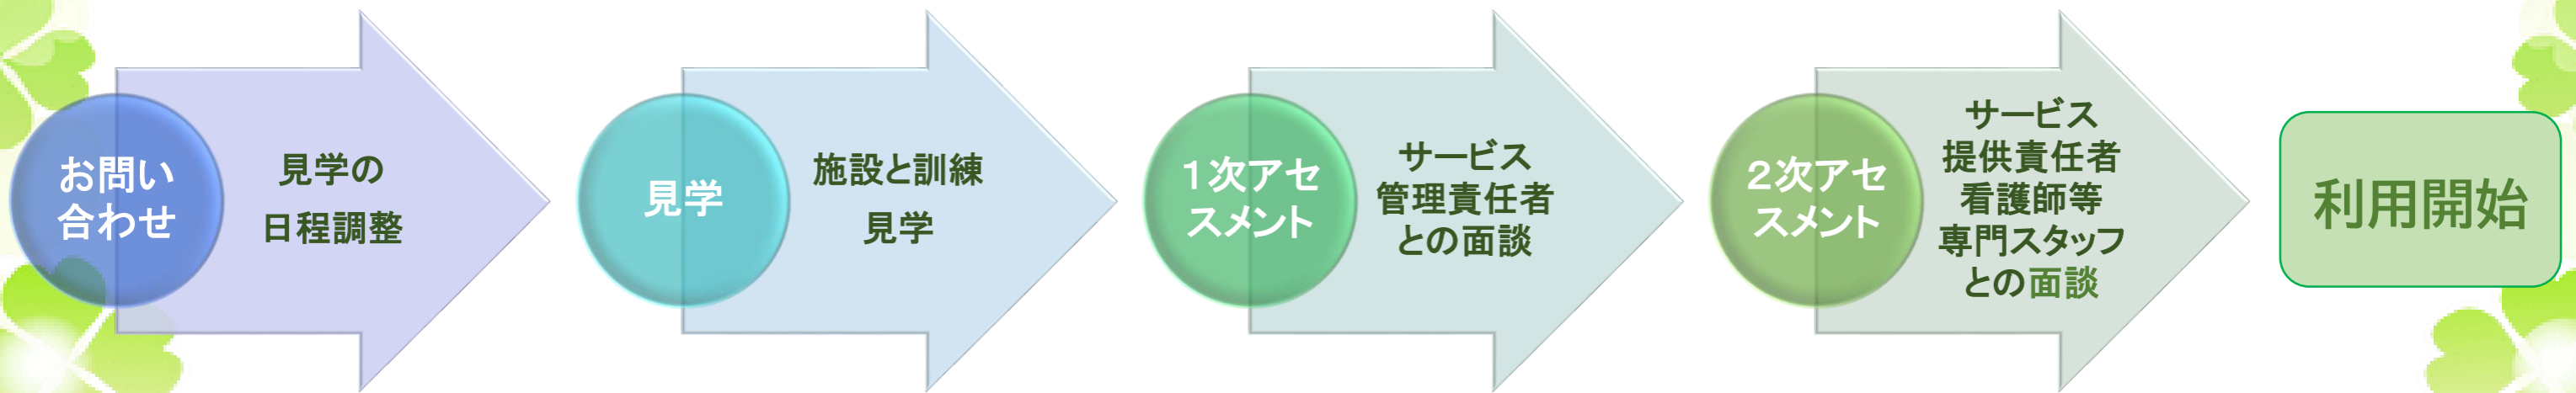 お問い
合わせ
見学の
日程調整
見学
施設と訓練
見学
１次アセ
スメント
サービス
管理責任者
との面談
２次アセ
スメント
サービス
提供責任者
看護師等
専門スタッフ
との面談
利用開始